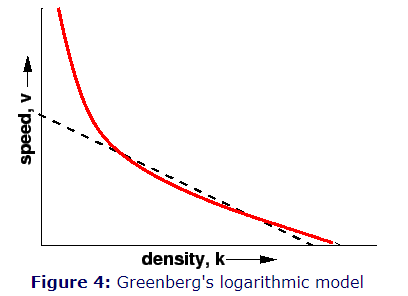 speed, v
density, k
Figure 4: Greenberg's logarithmic model